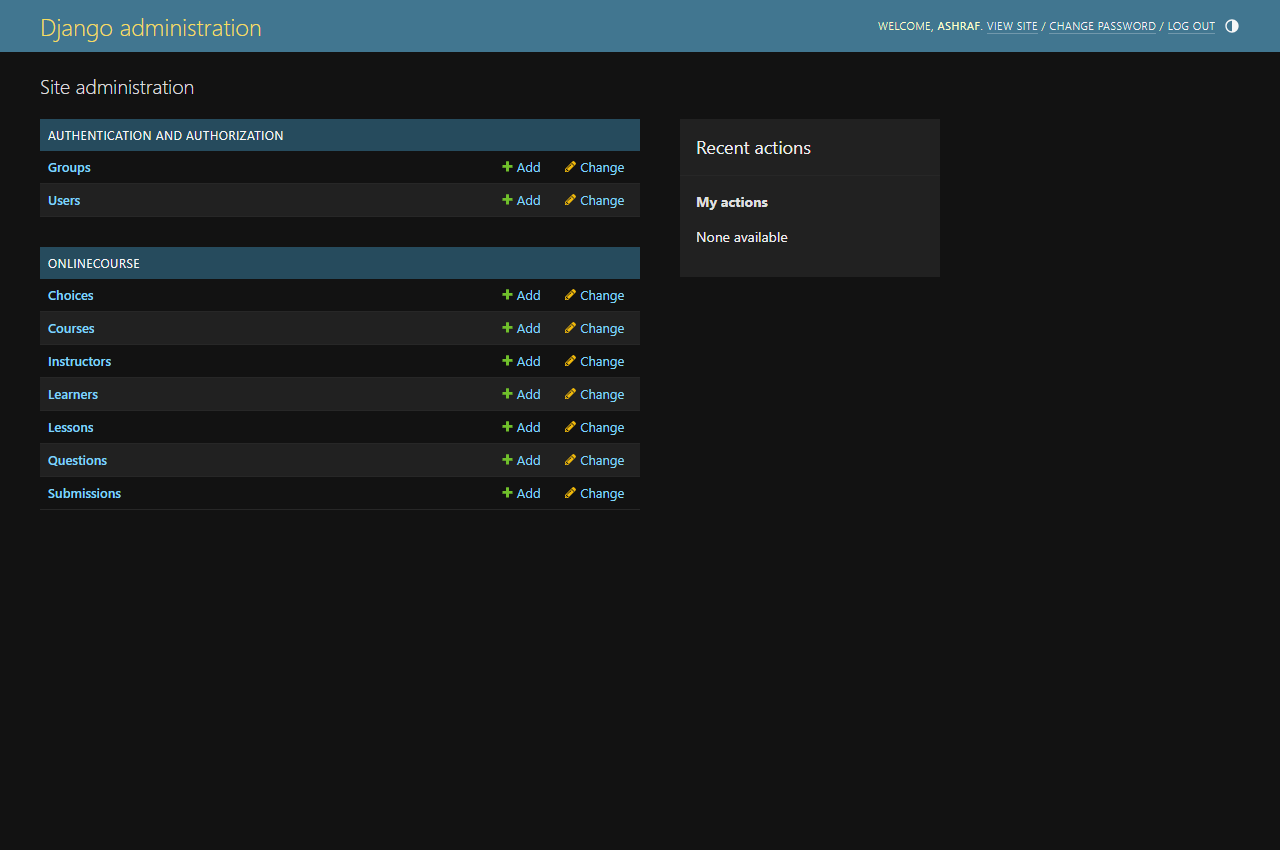 Django administration
WELCOME, ASHRAF. VIEW SITE / CHANGE PASSWORD / LOG OUT
Site administration
AUTHENTICATION AND AUTHORIZATION
Groups Add Change
Users Add Change
ONLINECOURSE
Choices Add Change
Courses Add Change
Instructors Add Change
Learners Add Change
Lessons Add Change
Questions Add Change
Submissions Add Change
Recent actions
My actions
None available